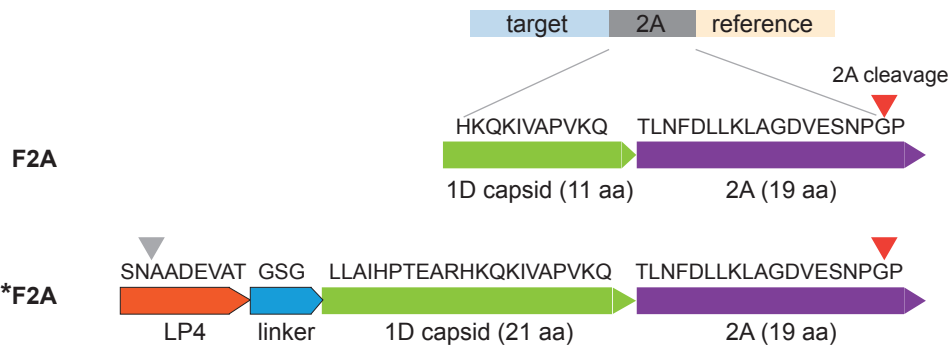 target 2A reference
2A cleavage
HKQKIVAPVKQ TLNFDLLKLAGDVESNPGP
F2A
1D capsid (11 aa) 2A (19 aa)
SNAADEVAT GSG LLAIHPTEARHKQKIVAPVKQ TLNFDLLKLAGDVESNPGP
*F2A
LP4 linker 1D capsid (21 aa) 2A (19 aa)